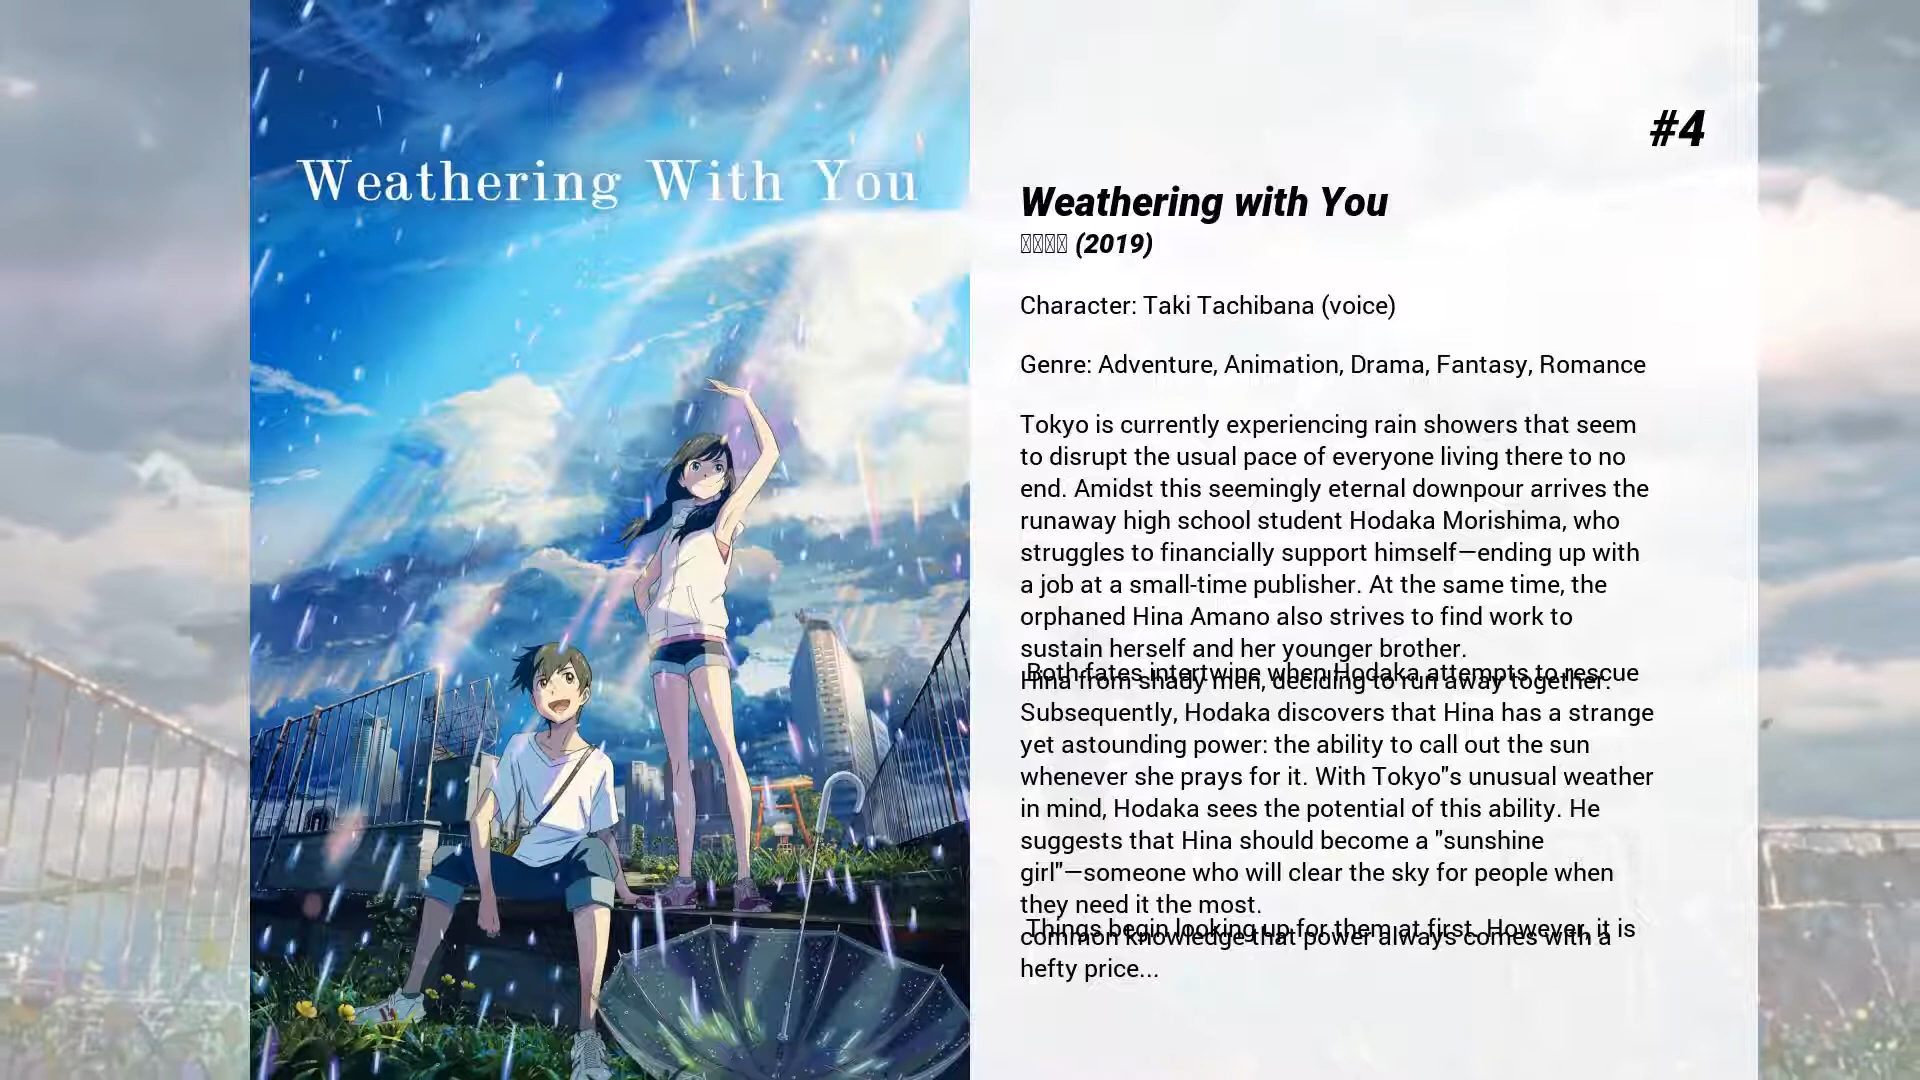 Weathering With You
#4
Weathering with You
(2019)
Character: Taki Tachibana (voice)
Genre: Adventure, Animation, Drama, Fantasy, Romance
Tokyo is currently experiencing rain showers that seem
to disrupt the usual pace of everyone living there to no
end. Amidst this seemingly eternal downpour arrives the
runaway high school student Hodaka Morishima, who
struggles to financially support himself—ending up with
a job at a small-time publisher. At the same time, the
orphaned Hina Amano also strives to find work to
sustain herself and her younger brother.
Both fates intertwine when Hodaka attempts to rescue
Hina from shady men, deciding to run away together.
Subsequently, Hodaka discovers that Hina has a strange
yet astounding power: the ability to call out the sun
whenever she prays for it. With Tokyo"s unusual weather
in mind, Hodaka sees the potential of this ability. He
suggests that Hina should become a "sunshine
girl"—someone who will clear the sky for people when
they need it the most.
Things begin looking up for them at first. However, it is
common knowledge that power always comes with a
hefty price...